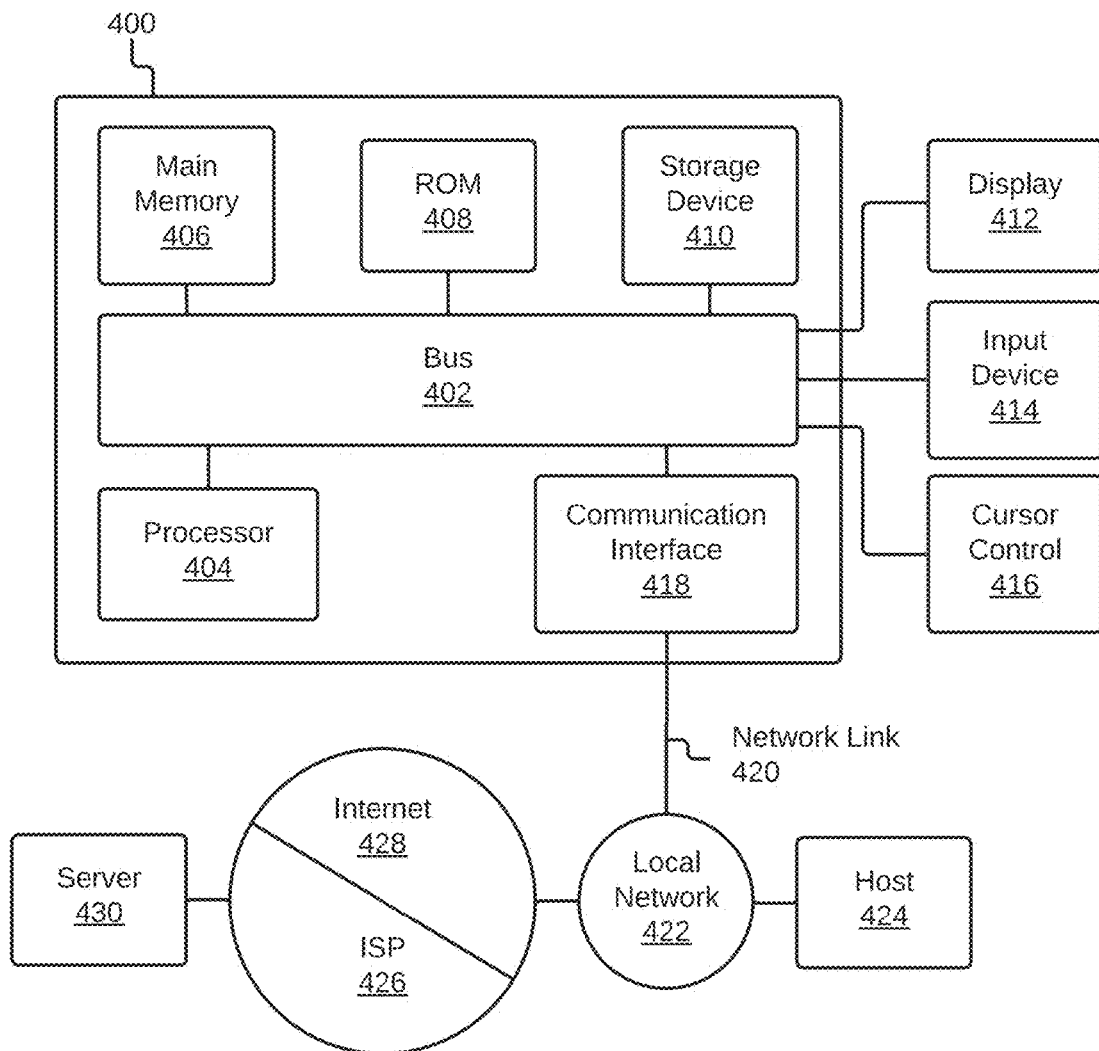 400
Main
Memory
406
ROM
408
Storage
Device
410
Display
412
Bus
402
Input
Device
414
Processor
404
Communication
Interface
418
Cursor
Control
416
Network Link
420
Internet
428
Server
430
ISP
426
Local
Network
422
Host
424